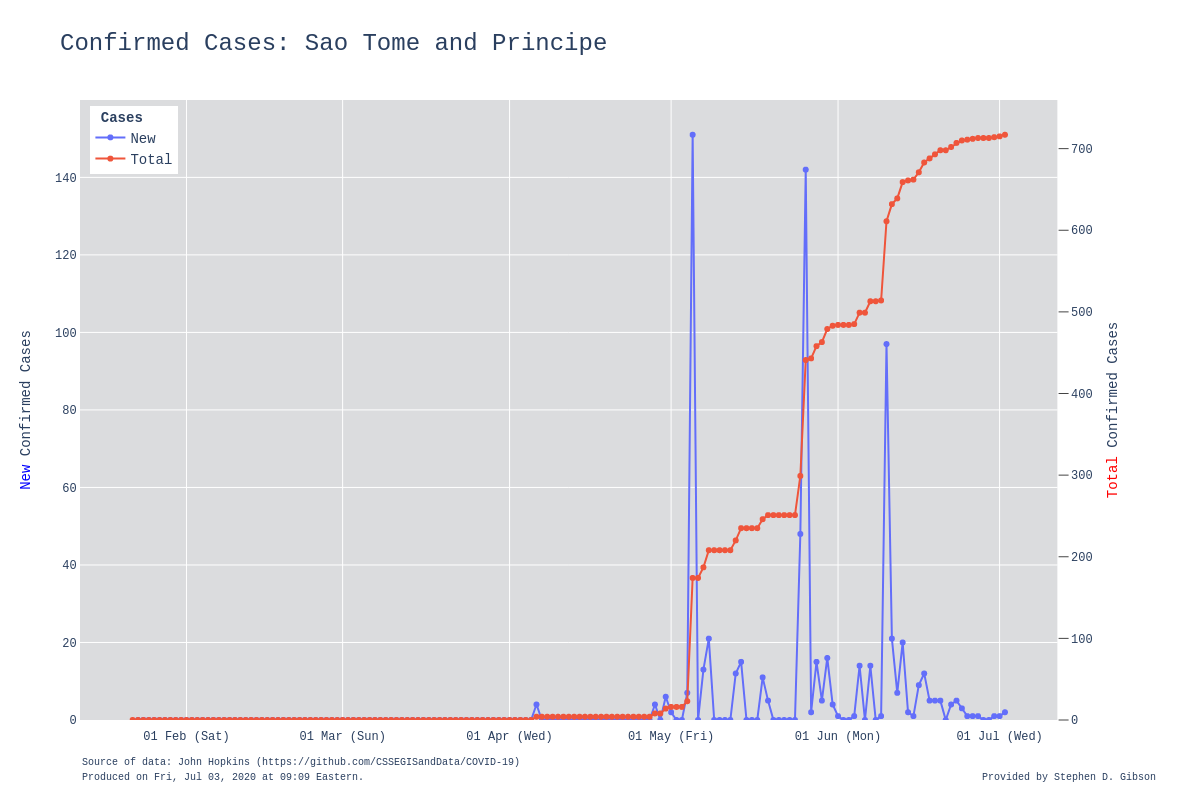 Confirmed Cases: Sao Tome and Principe
Cases
New
Total
140
120
100
80
60
40
20
0
700
600
500
400
300
200
100
0
New Confirmed Cases
Total Confirmed Cases
01 Feb (Sat) 01 Mar (Sun) 01 Apr (Wed) 01 May (Fri) 01 Jun (Mon) 01 Jul (Wed)
Source of data: John Hopkins (https://github.com/CSSEGISandData/COVID-19)
Produced on Fri, Jul 03, 2020 at 09:09 Eastern.
Provided by Stephen D. Gibson